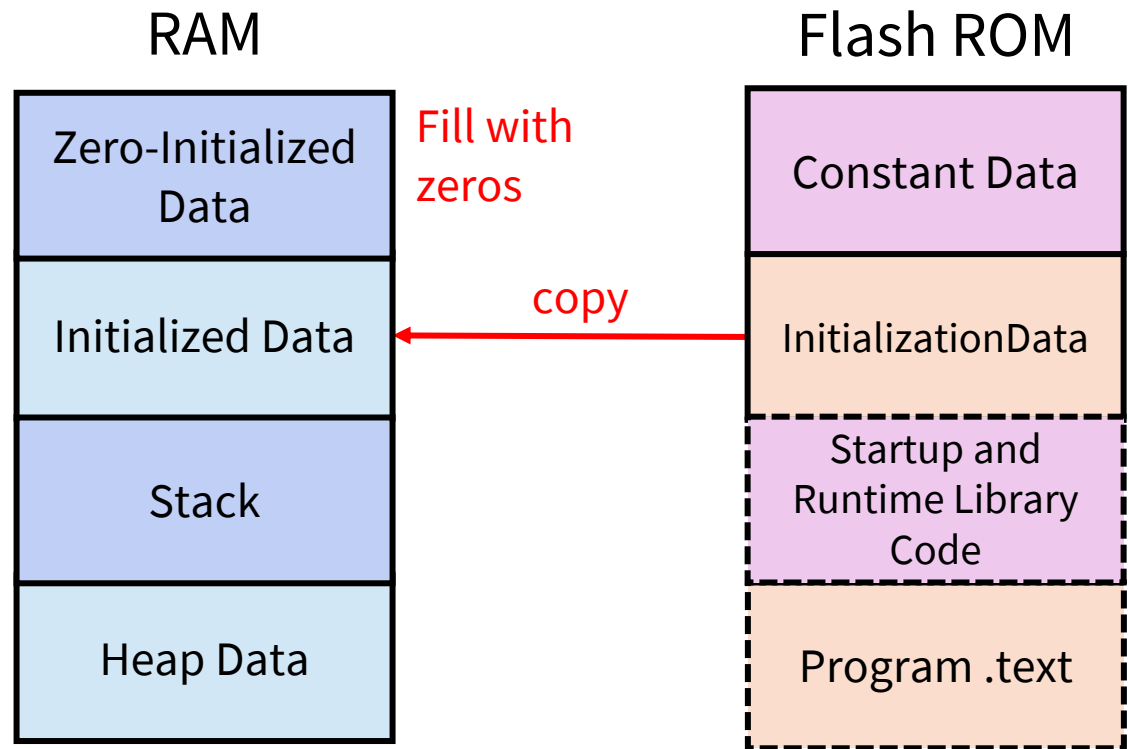 RAM
Flash ROM
Zero-Initialized
Data
Fill with
zeros
Constant Data
Initialized Data
copy
InitializationData
Stack
Startup and
Runtime Library
Code
Heap Data
Program .text